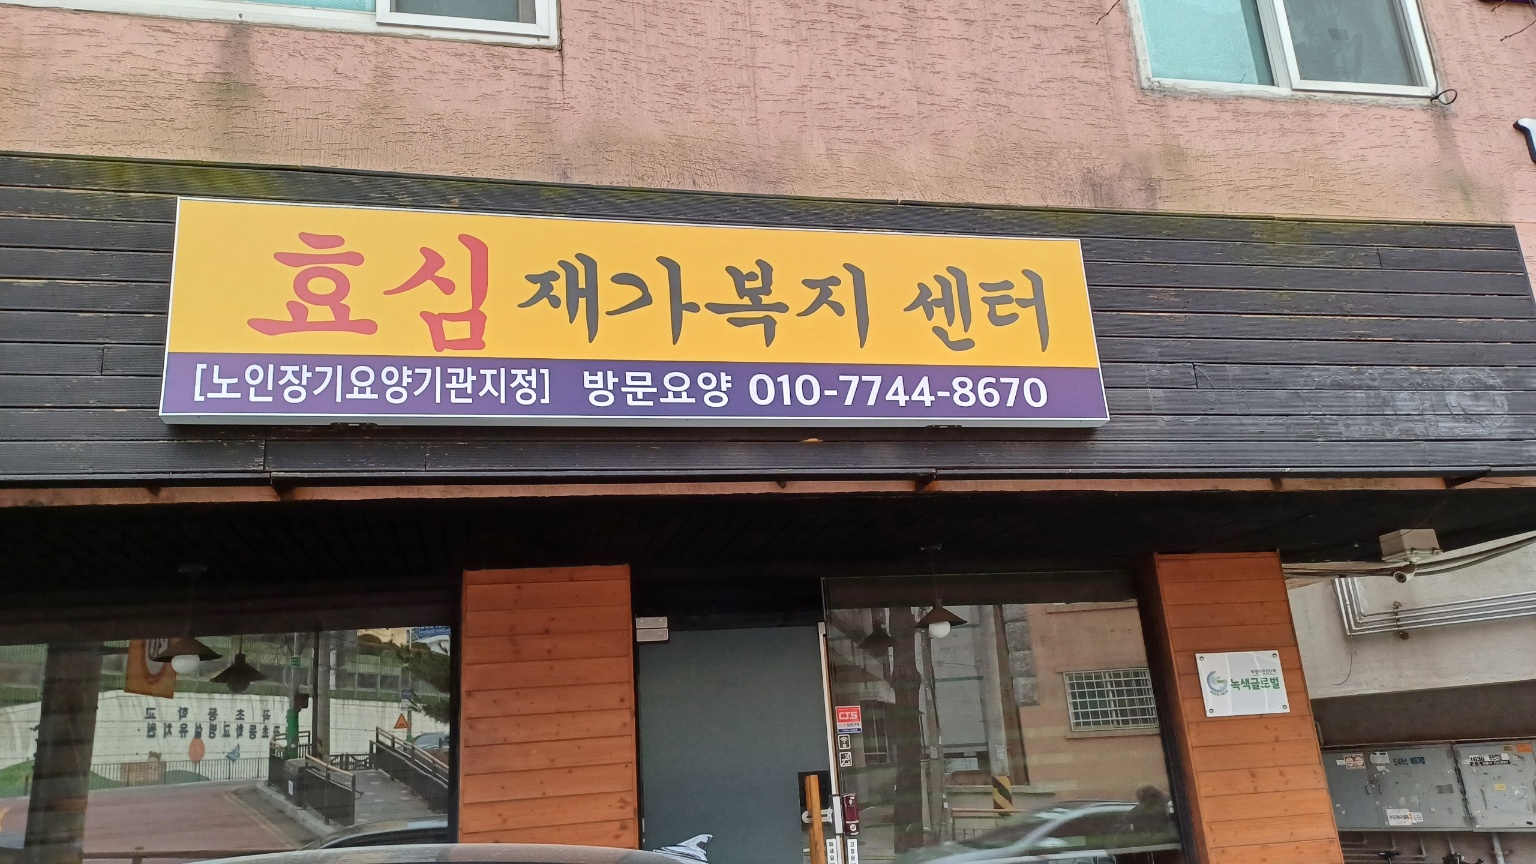 효심 재가복지 센터
[노인장기요양기관지정] 방문요양 010-7744-8670
녹색글로벌
CJS